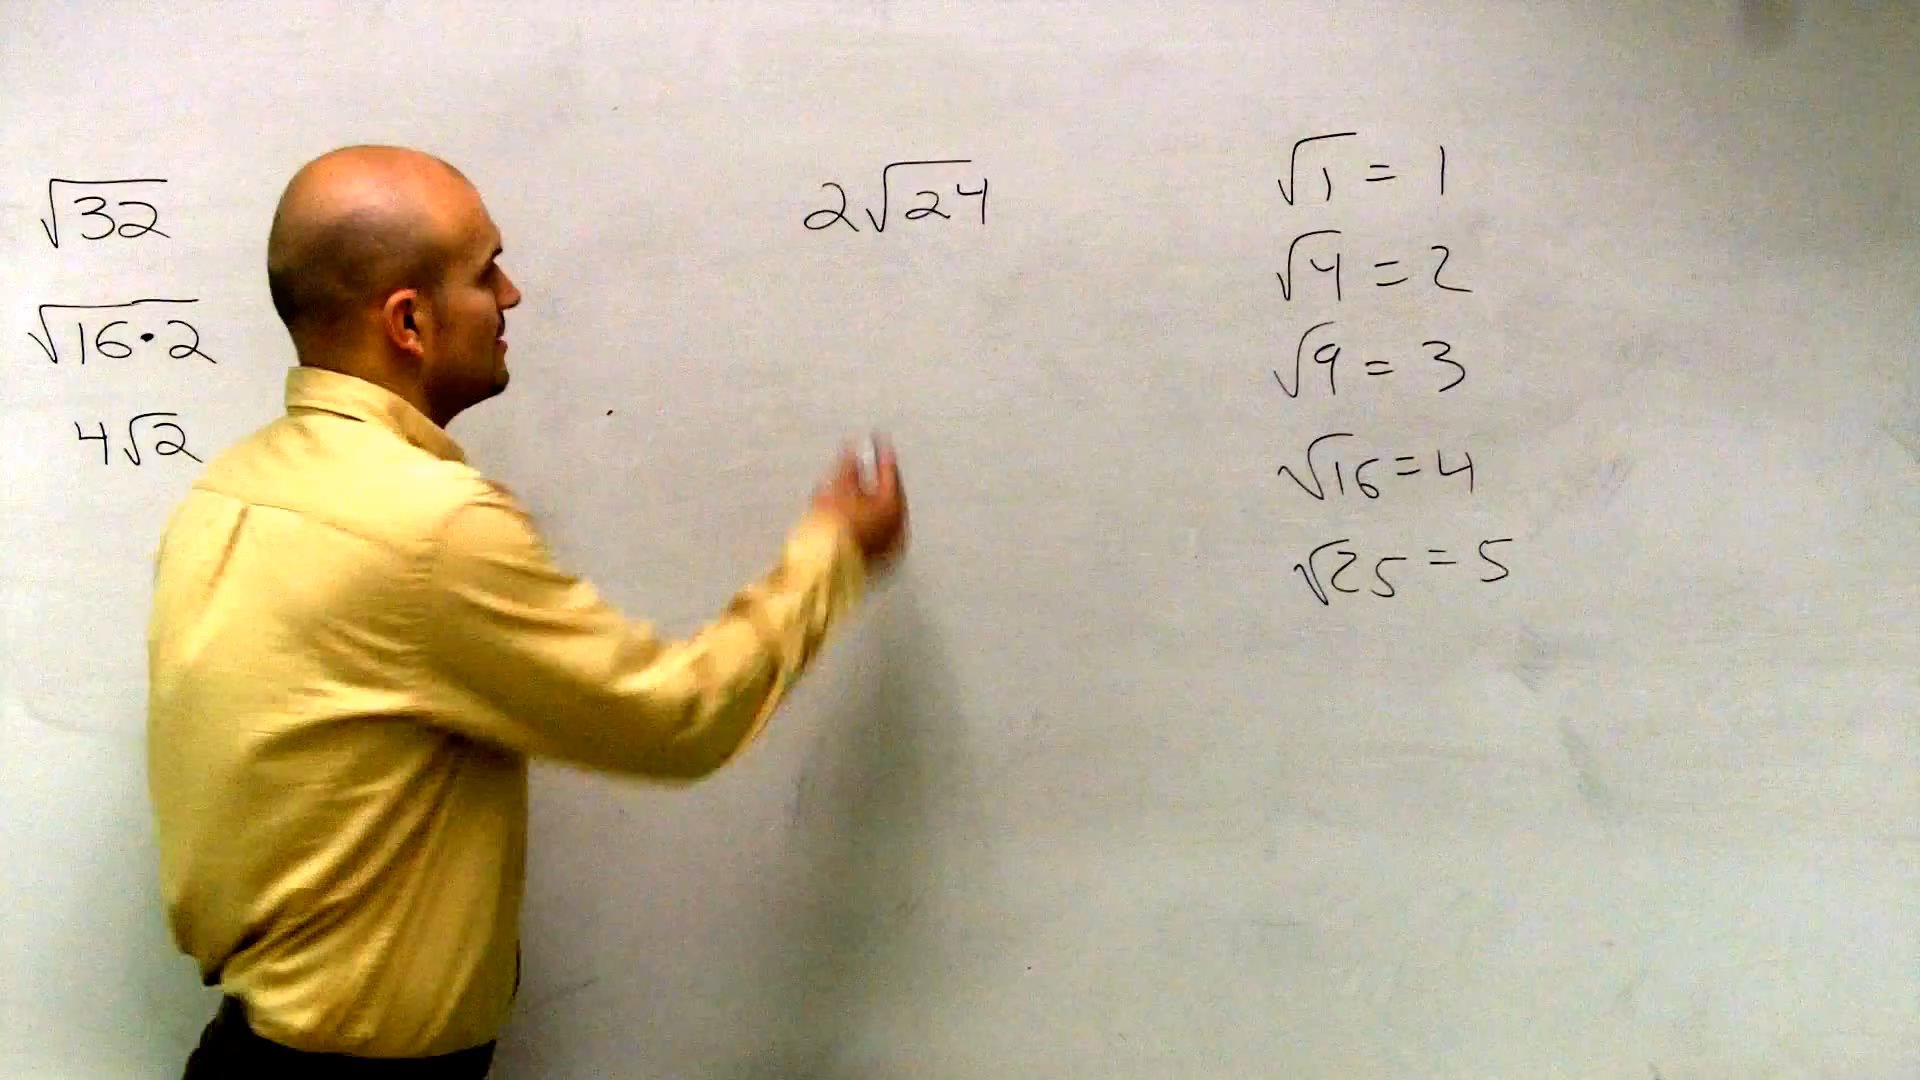 √32
√16·2
4√2
2√24
√1 = 1
√4 = 2
√9 = 3
√16 = 4
√25 = 5